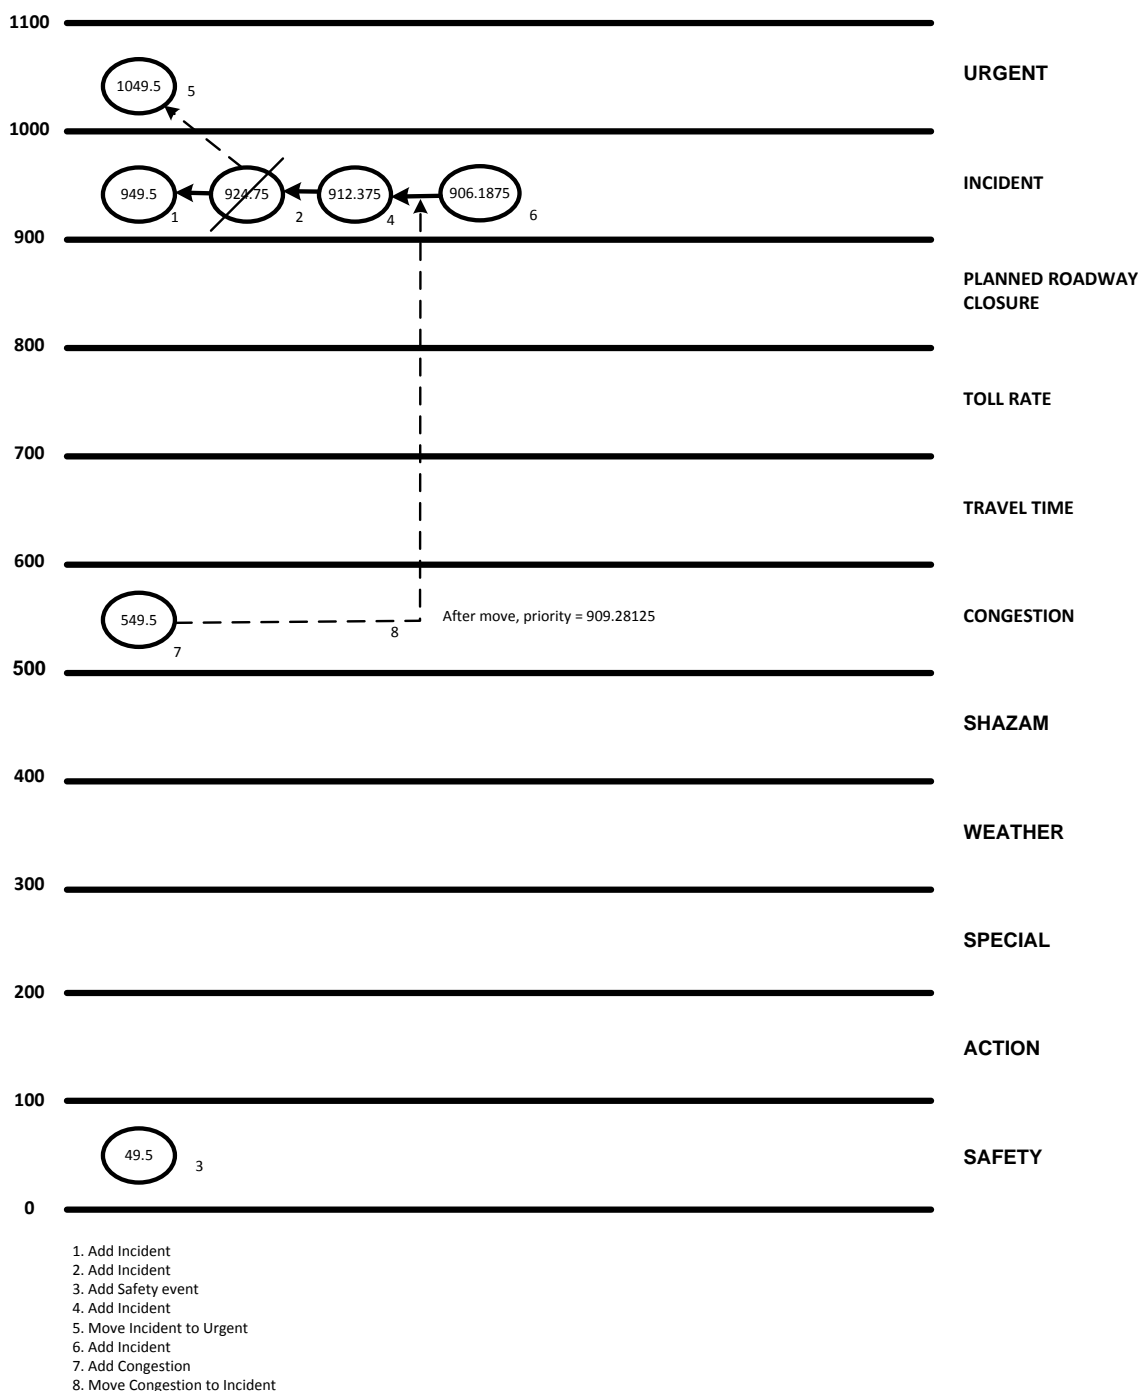 1100
URGENT
1049.5
5
1000
INCIDENT
949.5
924.75
912.375
906.1875
1
2
4
6
900
PLANNED ROADWAY
CLOSURE
800
TOLL RATE
700
TRAVEL TIME
600
549.5
After move, priority = 909.28125
CONGESTION
8
7
500
SHAZAM
400
WEATHER
300
SPECIAL
200
ACTION
100
49.5
3
SAFETY
0
1. Add Incident
2. Add Incident
3. Add Safety event
4. Add Incident
5. Move Incident to Urgent
6. Add Incident
7. Add Congestion
8. Move Congestion to Incident